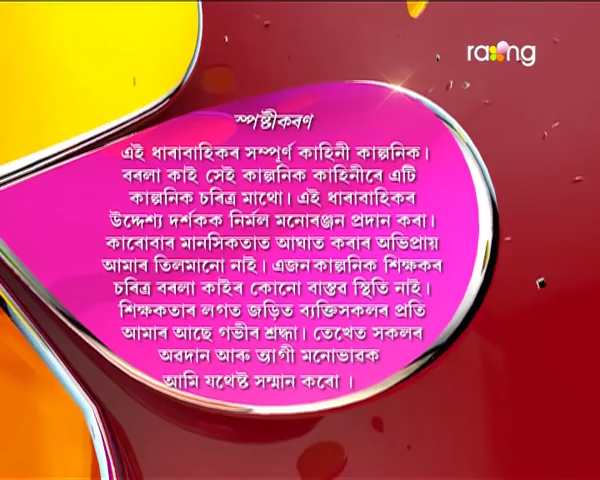 rang
স্পষ্টীকৰণ
এই ধাৰাবাহিকৰ সম্পূৰ্ণ কাহিনী কাল্পনিক।
বৰলা কাই সেই কাল্পনিক কাহিনীৰে এটি
কাল্পনিক চৰিত্ৰ মাথো। এই ধাৰাবাহিকৰ
উদ্দেশ্য দৰ্শকক নিৰ্মল মনোৰঞ্জন প্ৰদান কৰা।
কাৰোবাৰ মানসিকতাত আঘাত কৰাৰ অভিপ্ৰায়
আমাৰ তিলমানো নাই। এজন কাল্পনিক শিক্ষকৰ
চৰিত্ৰ বৰলা কাইৰ কোনো বাস্তৱ স্থিতি নাই।
শিক্ষকতাৰ লগত জড়িত ব্যক্তিসকলৰ প্ৰতি
আমাৰ আছে গভীৰ শ্ৰদ্ধা। তেখেত সকলৰ
অৱদান আৰু ত্যাগী মনোভাৱক
আমি যথেষ্ট সন্মান কৰো ।